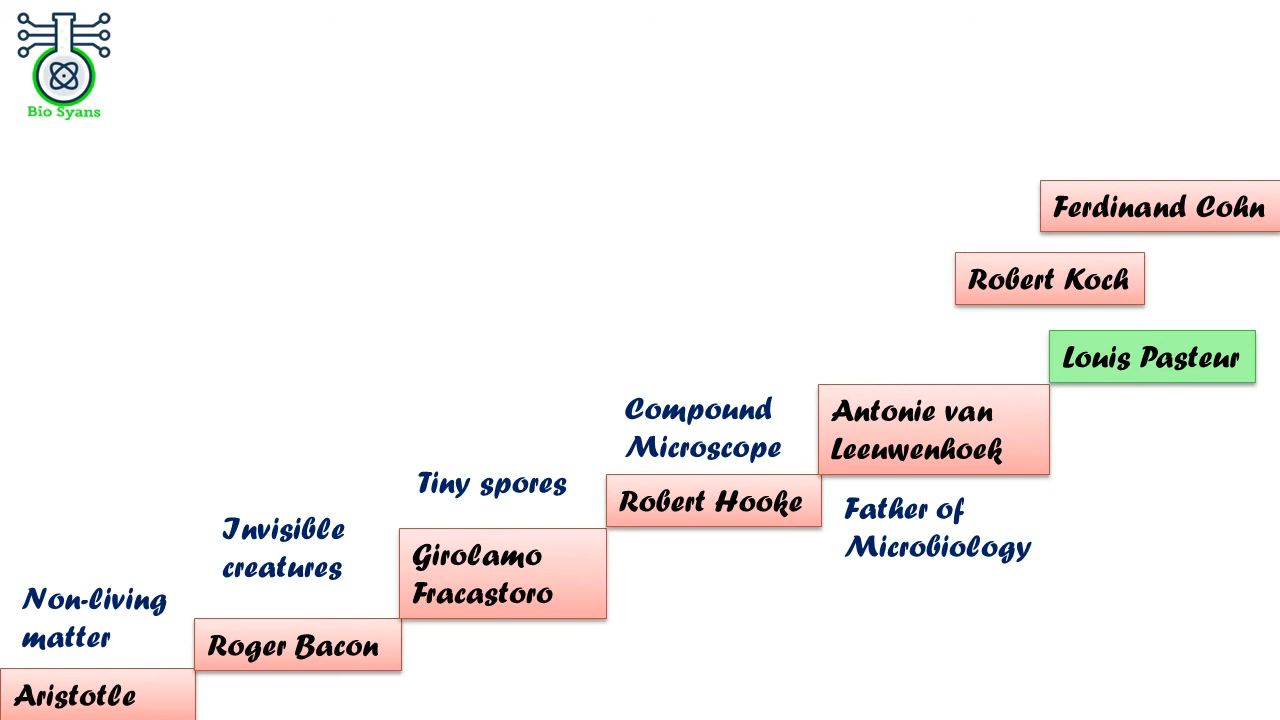 Bio Syans
Ferdinand Cohn
Robert Koch
Louis Pasteur
Antonie van
Leeuwenhoek
Compound
Microscope
Robert Hooke
Father of
Microbiology
Tiny spores
Girolamo
Fracastoro
Invisible
creatures
Roger Bacon
Non-living
matter
Aristotle